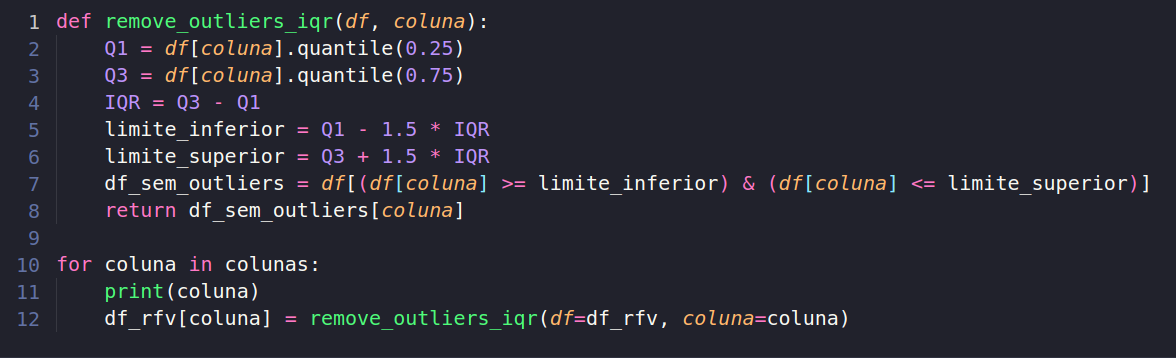 1 def remove_outliers_iqr(df, coluna):
2     Q1 = df[coluna].quantile(0.25)
3     Q3 = df[coluna].quantile(0.75)
4     IQR = Q3 - Q1
5     limite_inferior = Q1 - 1.5 * IQR
6     limite_superior = Q3 + 1.5 * IQR
7     df_sem_outliers = df[(df[coluna] >= limite_inferior) & (df[coluna] <= limite_superior)]
8     return df_sem_outliers[coluna]
9
10 for coluna in colunas:
11     print(coluna)
12     df_rfv[coluna] = remove_outliers_iqr(df=df_rfv, coluna=coluna)